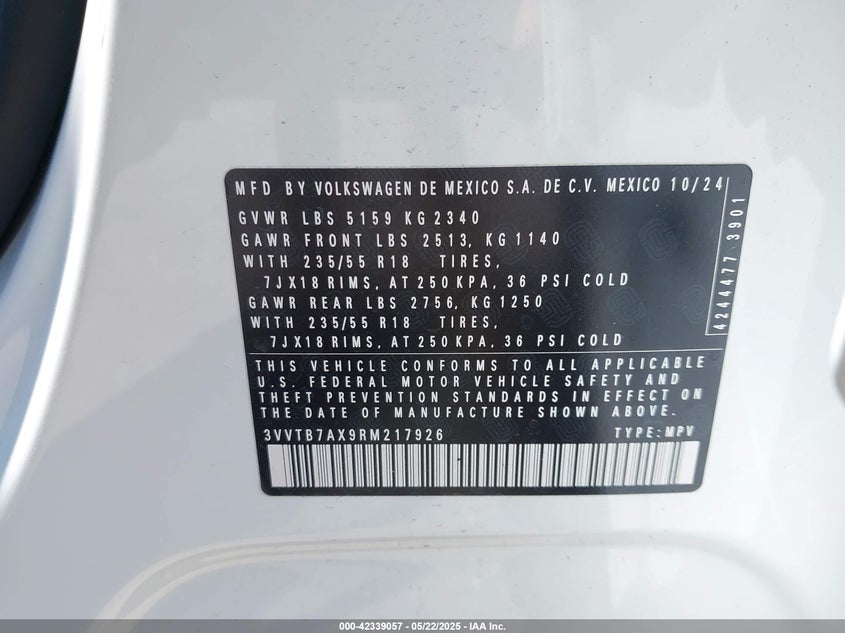 MFD BY VOLKSWAGEN DE MEXICO S.A. DE C.V. MEXICO 10/24
GVWR LBS 5159 KG 2340
GAWR FRONT LBS 2513, KG 1140
WITH 235/55 R18 TIRES,
7JX18 RIMS, AT 250 KPA, 36 PSI COLD
GAWR REAR LBS 2756, KG 1250
WITH 235/55 R18 TIRES,
7JX18 RIMS, AT 250 KPA, 36 PSI COLD
4244477 3901
THIS VEHICLE CONFORMS TO ALL APPLICABLE
U.S. FEDERAL MOTOR VEHICLE SAFETY AND
THEFT PREVENTION STANDARDS IN EFFECT ON
THE DATE OF MANUFACTURE SHOWN ABOVE.
3VVTB7AX9RM217926 TYPE: MPV
000-42339057 - 05/22/2025 - IAA Inc.